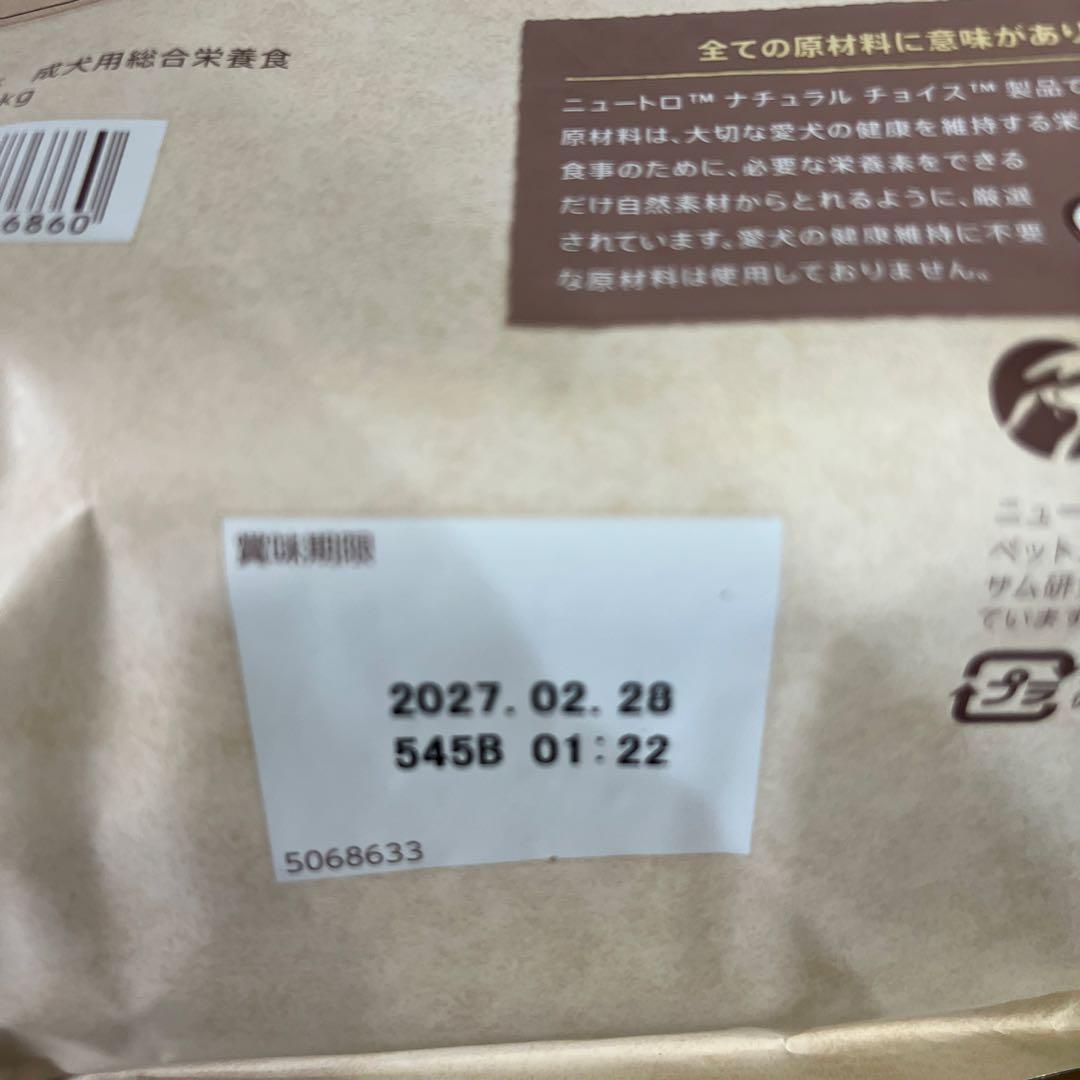 成犬用総合栄養食
kg
6860
全ての原材料に意味があり
ニュートロ™ ナチュラル チョイス™ 製品で
原材料は、大切な愛犬の健康を維持する栄
食事のために、必要な栄養素をできる
だけ自然素材からとれるように、厳選
されています。愛犬の健康維持に不要
な原材料は使用しておりません。
ニュー
ペット
サム研
ています
プラ
賞味期限
2027.02.28
545B 01:22
5068633